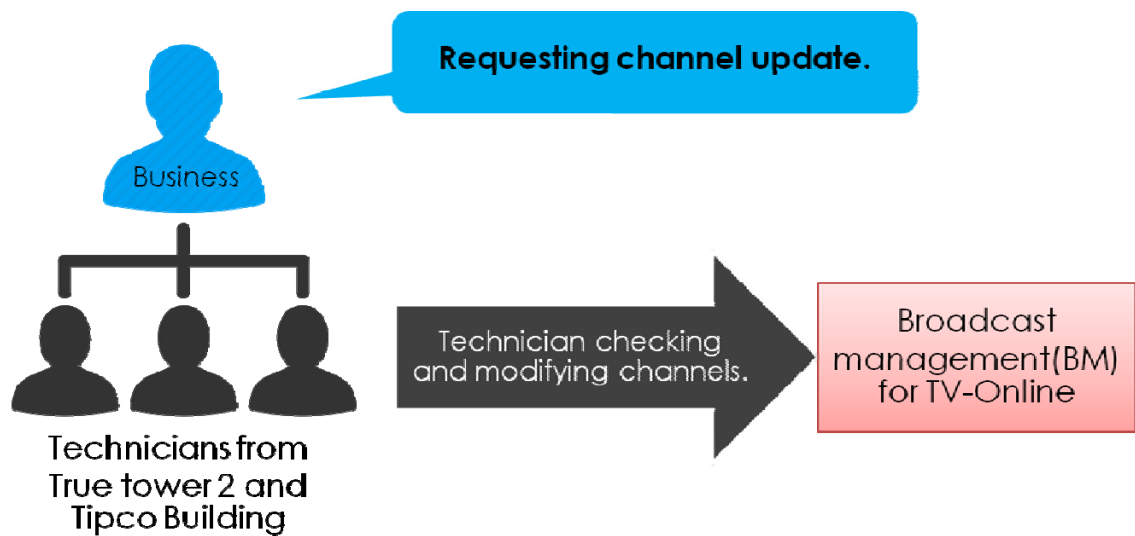 Requesting channel update.
Business
Technician checking
and modifying channels.
Broadcast
management(BM)
for TV-Online
Technicians from
True tower 2 and
Tipco Building